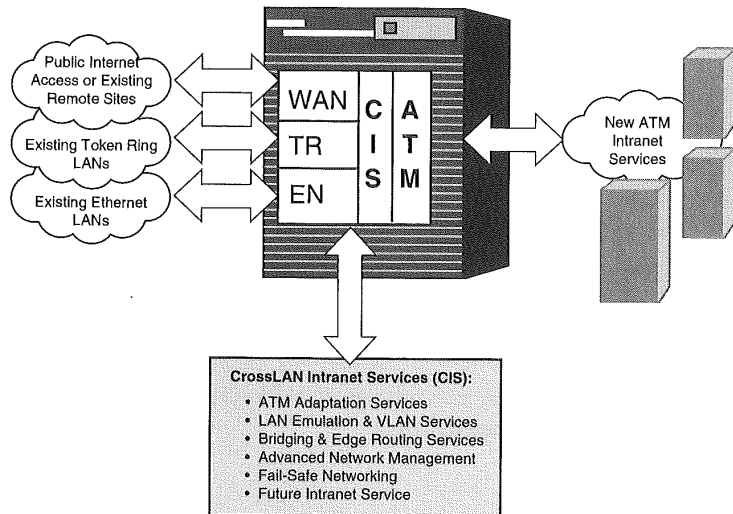 Public Internet
Access or Existing
Remote Sites
Existing Token Ring
LANs
Existing Ethernet
LANs
WAN
TR
EN
CIS
ATM
New ATM
Intranet
Services
CrossLAN Intranet Services (CIS):
• ATM Adaptation Services
• LAN Emulation & VLAN Services
• Bridging & Edge Routing Services
• Advanced Network Management
• Fail-Safe Networking
• Future Intranet Service